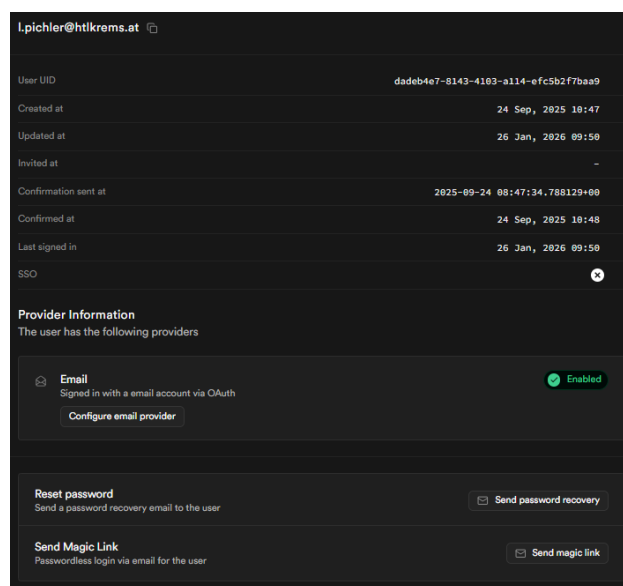 l.pichler@htlkrems.at
User UID dadeb4e7-8143-4103-a114-efc5b2f7baa9
Created at 24 Sep, 2025 10:47
Updated at 26 Jan, 2026 09:50
Invited at –
Confirmation sent at 2025-09-24 08:47:34.788129+00
Confirmed at 24 Sep, 2025 10:48
Last signed in 26 Jan, 2026 09:50
SSO
Provider Information
The user has the following providers
Email Enabled
Signed in with a email account via OAuth
Configure email provider
Reset password
Send a password recovery email to the user
Send password recovery
Send Magic Link
Passwordless login via email for the user
Send magic link